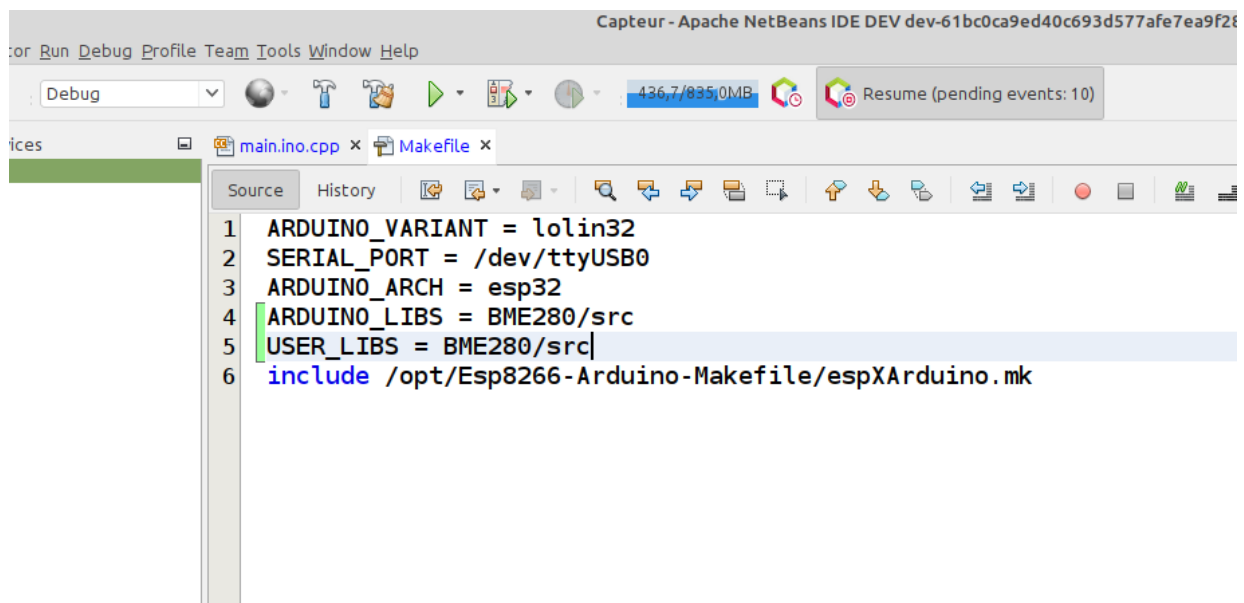 Capteur - Apache NetBeans IDE DEV dev-61bc0ca9ed40c693d577afe7ea9f28
tor Run Debug Profile Team Tools Window Help
Debug 436,7/835,0MB Resume (pending events: 10)
ices main.ino.cpp Makefile
Source History
1 ARDUINO_VARIANT = lolin32
2 SERIAL_PORT = /dev/ttyUSB0
3 ARDUINO_ARCH = esp32
4 ARDUINO_LIBS = BME280/src
5 USER_LIBS = BME280/src
6 include /opt/Esp8266-Arduino-Makefile/espXArduino.mk